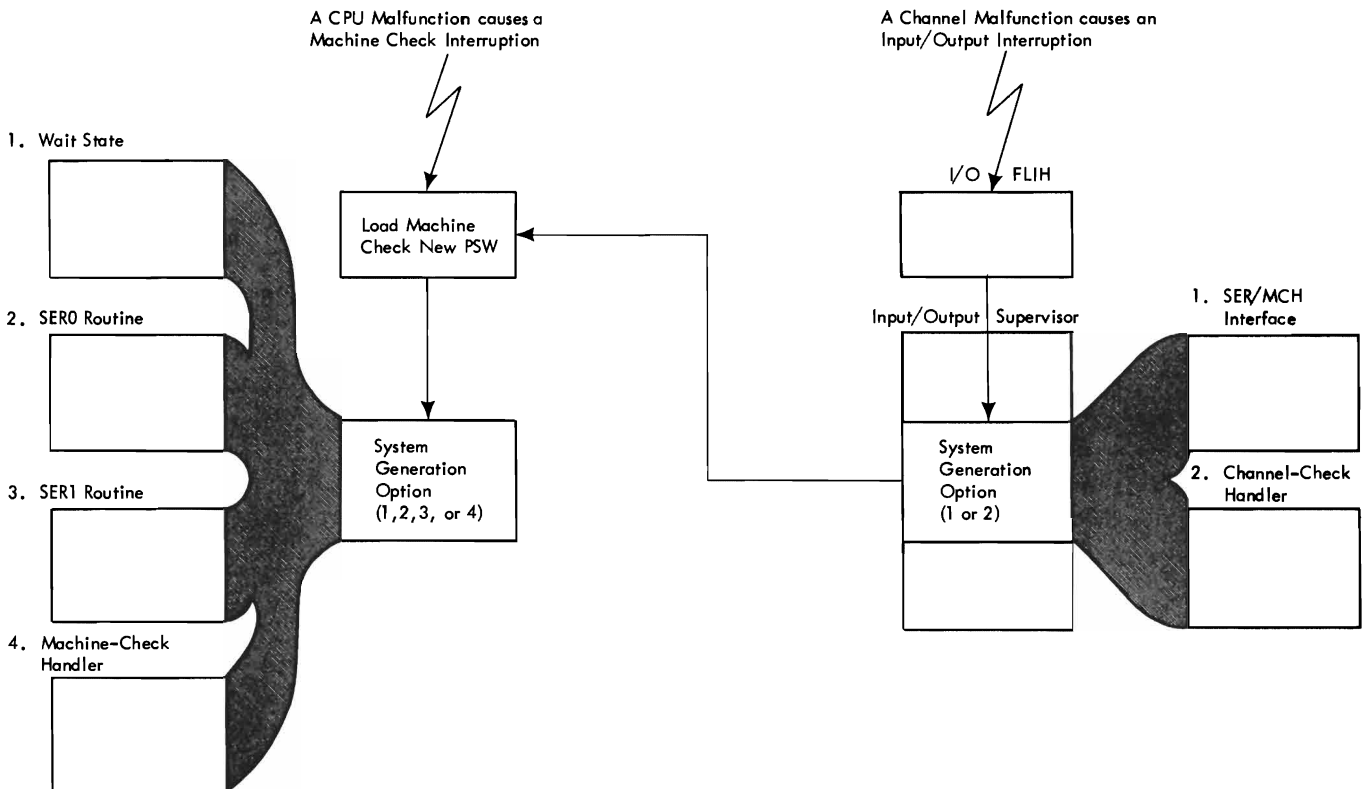 A CPU Malfunction causes a
Machine Check Interruption
A Channel Malfunction causes an
Input/Output Interruption
1. Wait State
I/O FLIH
Load Machine
Check New PSW
2. SER0 Routine
Input/Output Supervisor
1. SER/MCH
Interface
System
Generation
Option
(1,2,3, or 4)
System
Generation
Option
(1 or 2)
2. Channel-Check
Handler
3. SER1 Routine
4. Machine-Check
Handler